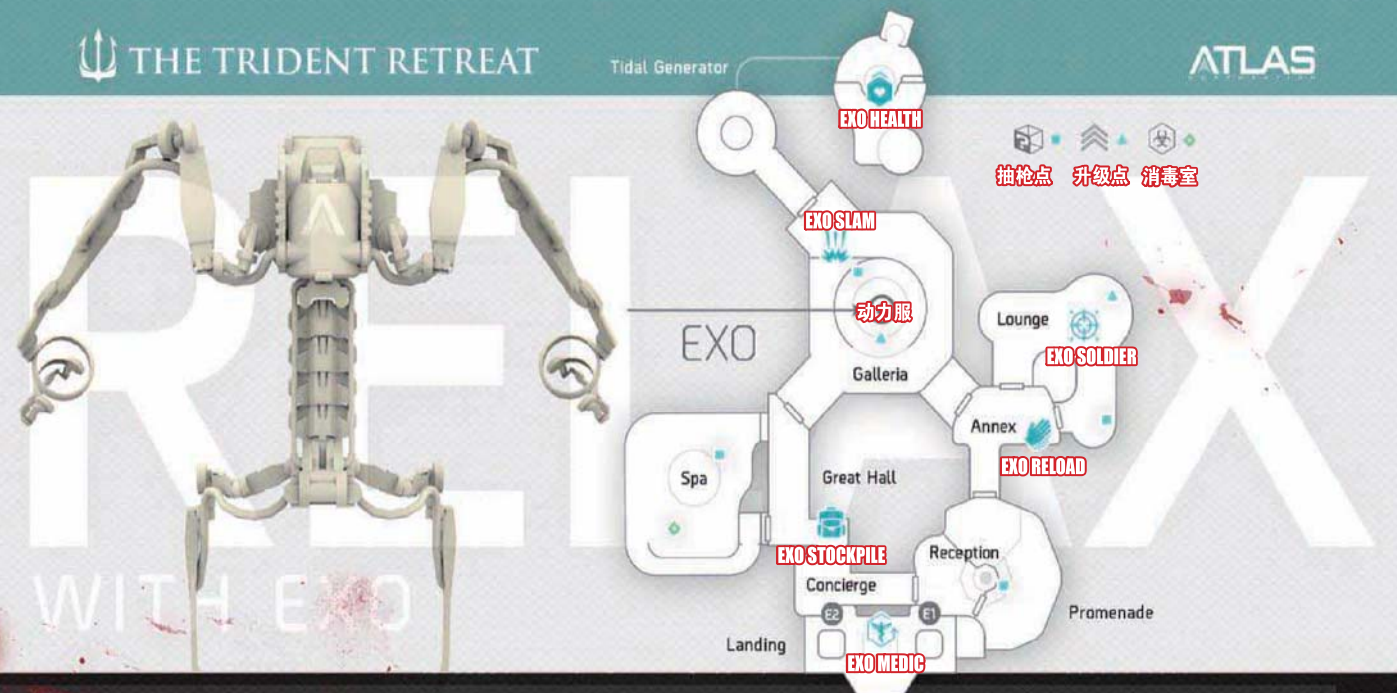 THE TRIDENT RETREAT
ATLAS
Tidal Generator
EXO HEALTH
抽枪点
升级点
消毒室
EXO SLAM
RELAX
动力服
EXO
Lounge
EXO SOLDIER
Galleria
Annex
EXO RELOAD
Spa
Great Hall
EXO STOCKPILE
Reception
Concierge
WITH EXO
E2
E1
Promenade
Landing
EXO MEDIC